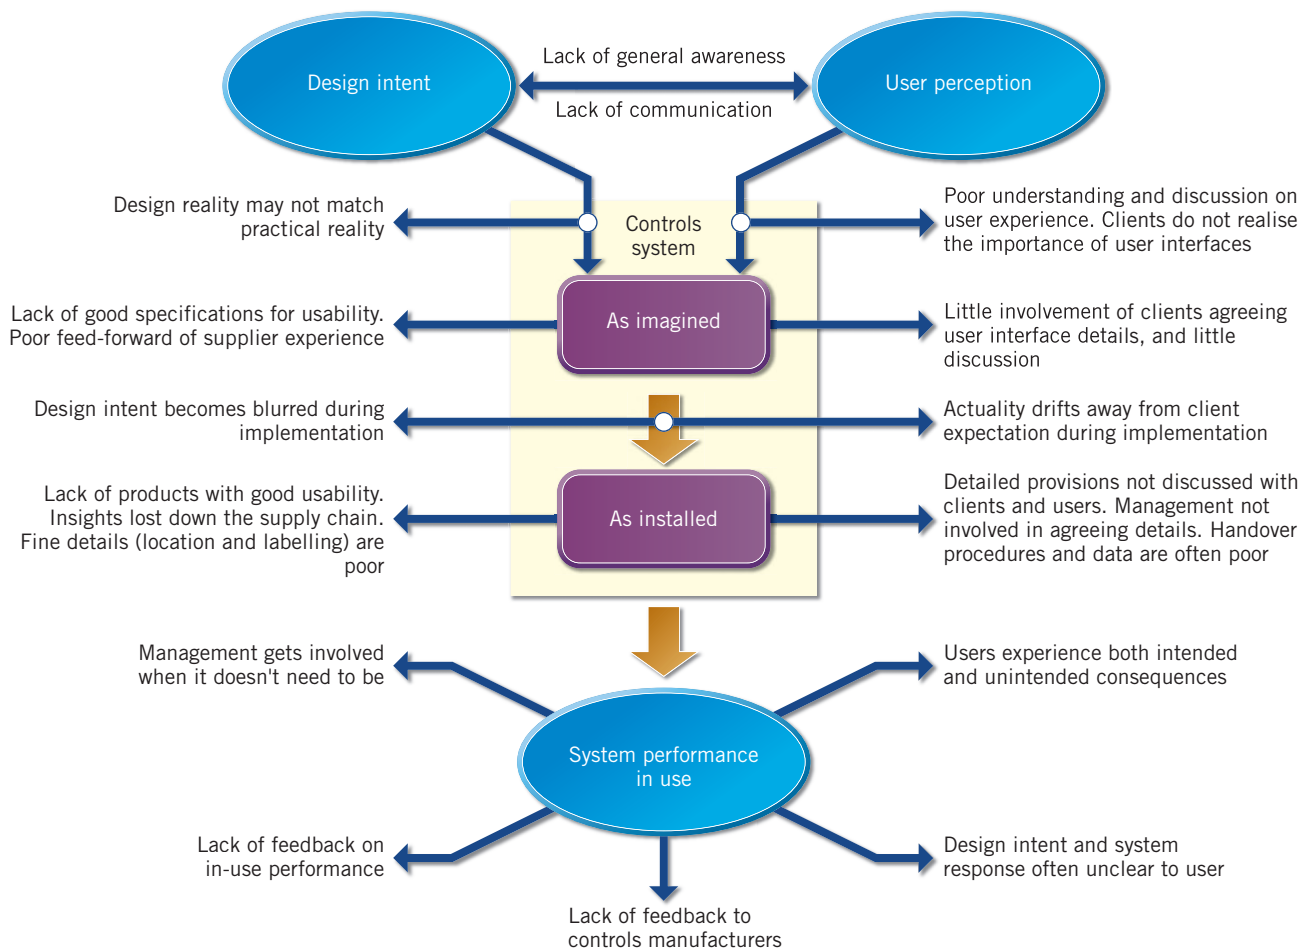 Design intent
Lack of general awareness
Lack of communication
User perception
Design reality may not match
practical reality
Controls
system
Poor understanding and discussion on
user experience. Clients do not realise
the importance of user interfaces
Lack of good specifications for usability.
Poor feed-forward of supplier experience
As imagined
Little involvement of clients agreeing
user interface details, and little
discussion
Design intent becomes blurred during
implementation
Actuality drifts away from client
expectation during implementation
Lack of products with good usability.
Insights lost down the supply chain.
Fine details (location and labelling) are
poor
As installed
Detailed provisions not discussed with
clients and users. Management not
involved in agreeing details. Handover
procedures and data are often poor
Management gets involved
when it doesn't need to be
Users experience both intended
and unintended consequences
System performance
in use
Lack of feedback on
in-use performance
Design intent and system
response often unclear to user
Lack of feedback to
controls manufacturers